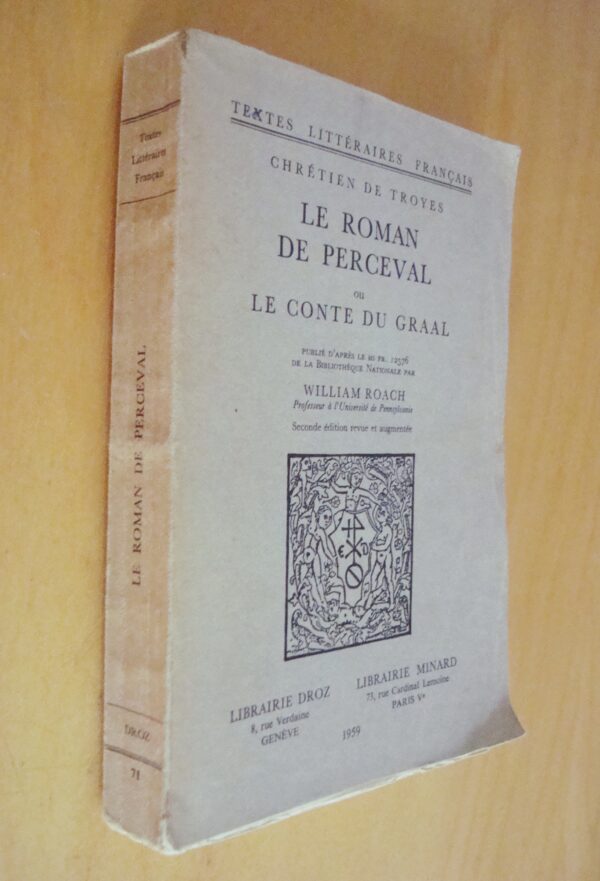 Textes
Littéraires
Français
LE ROMAN DE PERCEVAL
DROZ
71
TEXTES LITTÉRAIRES FRANÇAIS
CHRÉTIEN DE TROYES
LE ROMAN
DE PERCEVAL
ou
LE CONTE DU GRAAL
PUBLIÉ D'APRÈS LE MS FR. 12576
DE LA BIBLIOTHÈQUE NATIONALE PAR
WILLIAM ROACH
Professeur à l'Université de Pennsylvanie
Seconde édition revue et augmentée
E D
LIBRAIRIE DROZ
8, rue Verdaine
GENÈVE
LIBRAIRIE MINARD
73, rue Cardinal Lemoine
PARIS Vᵉ
1959